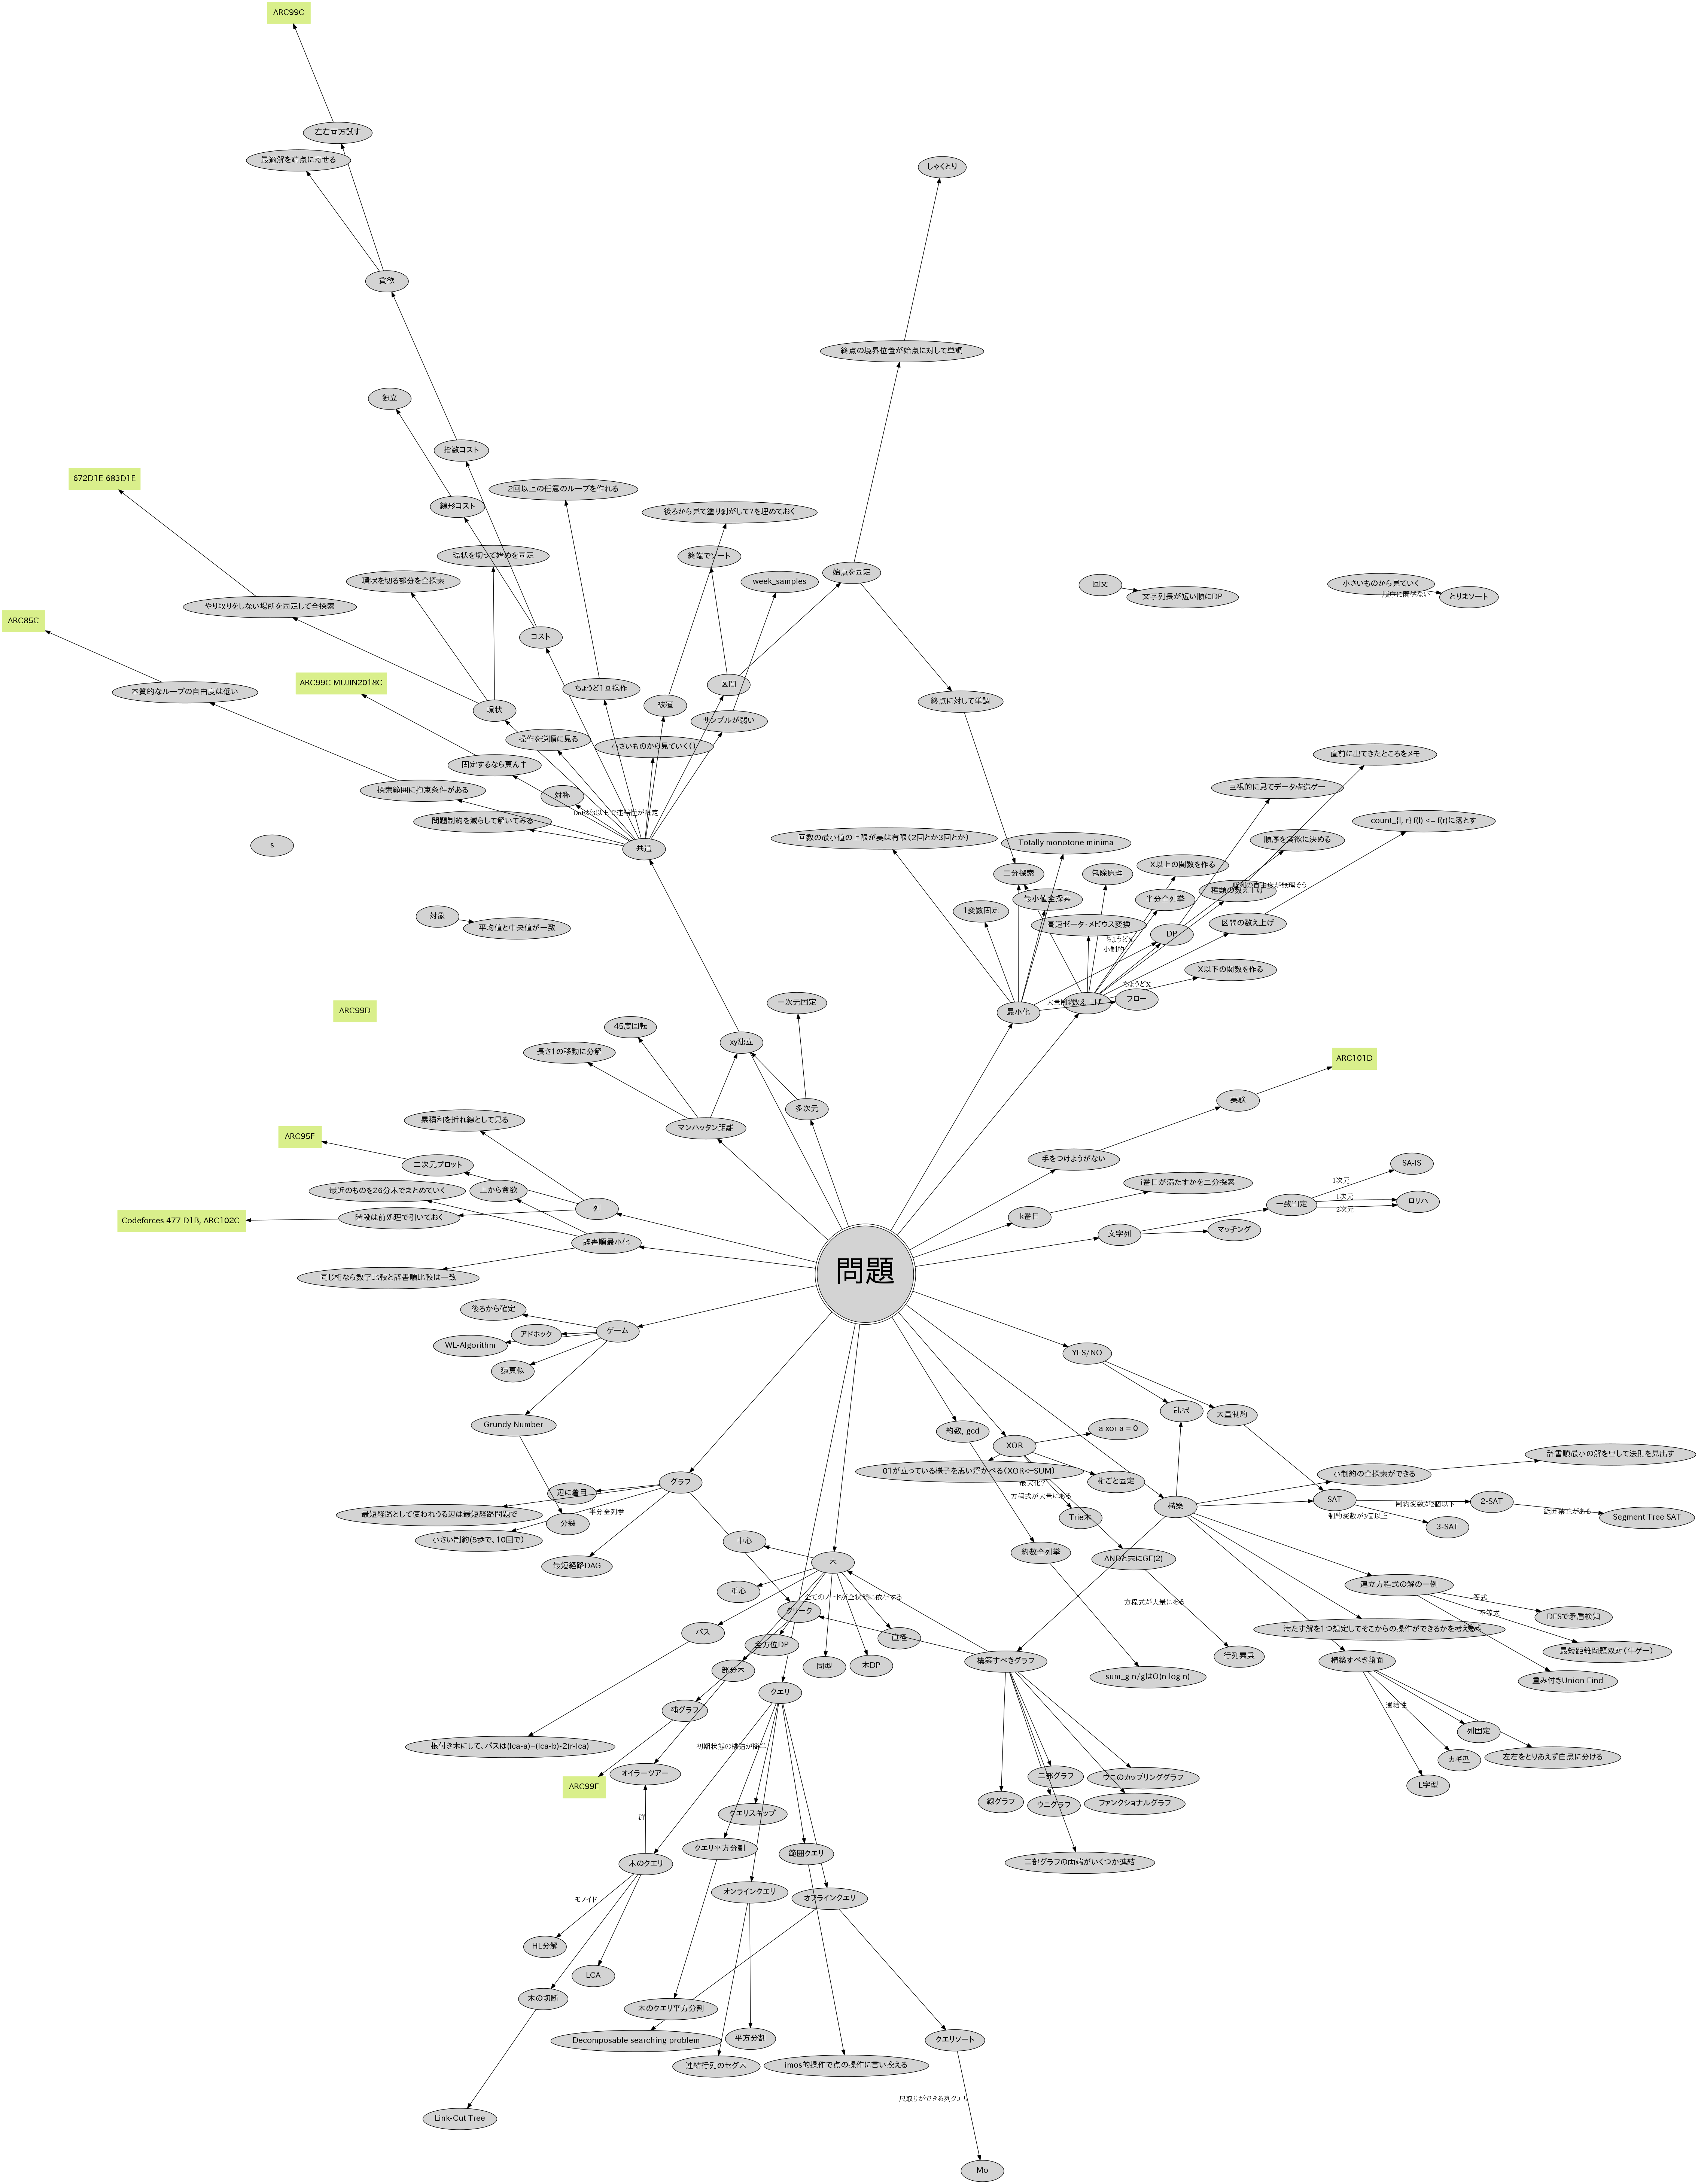 ARC99C
左右両方試す
最適解を端点に寄せる
しゃくとり
貪欲
終点の境界位置が始点に対して単調
独立
指数コスト
672D1E 683D1E
2回以上の任意のループを作れる
線形コスト
後ろから見て塗り剥がして?を埋めておく
環状を切って始めを固定
終端でソート
始点を固定
環状を切る部分を全探索
week_samples
回文
文字列長が短い順にDP
小さいものから見ていく
順序に関係ない
とりまソート
やり取りをしない場所を固定して全探索
ARC85C
コスト
ARC99C MUJIN2018C
ちょうど1回操作
区間
本質的なループの自由度は低い
被覆
終点に対して単調
環状
サンプルが弱い
操作を逆順に見る
小さいものから見ていく()
直前に出てきたところをメモ
固定するなら真ん中
探索範囲に拘束条件がある
対称
巨視的に見てデータ構造ゲー
DoFが3以上で連結性が限定
問題制約を減らして解いてみる
count_{l, r} f(l) <= f(r)に落とす
s
共通
回数の最小値の上限が実は有限(2回とか3回とか)
Totally monotone minima
順序を貪欲に決める
二分探索
包除原理
X以上の関数を作る
種類の数え上げ
最小値全探索
半分全列挙
対象
平均値と中央値が一致
1変数固定
高速ゼータ・メビウス変換
区間の数え上げ
DP
ちょうどX
小制約
X以下の関数を作る
ちょうどX
ARC99D
一次元固定
大量制約
数え上げ
フロー
最小化
45度回転
xy独立
長さ1の移動に分解
ARC101D
実験
多次元
累積和を折れ線として見る
マンハッタン距離
ARC95F
二次元プロット
手をつけようがない
SA-IS
1次元
i番目が満たすかを二分探索
最近のものを26分木でまとめていく
上から貪欲
1次元
ロリハ
一致判定
2次元
列
k番目
Codeforces 477 D1B, ARC102C
階段は前処理で引いておく
文字列
マッチング
辞書順最小化
問題
同じ桁なら数字比較と辞書順比較は一致
後ろから確定
ゲーム
アドホック
WL-Algorithm
YES/NO
猿真似
乱択
大量制約
Grundy Number
約数, gcd
a xor a = 0
XOR
辞書順最小の解を出して法則を見出す
01が立っている様子を思い浮かべる(XOR<=SUM)
小制約の全探索ができる
グラフ
最大化?
桁ごと固定
辺に着目
方程式が大量にある
SAT
制約変数が2個以下
2-SAT
最短経路として使われうる辺は最短経路問題で
半分全列挙
構築
範囲禁止がある
Trie木
制約変数が3個以上
Segment Tree SAT
分裂
3-SAT
小さい制約(5歩で、10回で)
中心
約数全列挙
ANDと共にGF(2)
最短経路DAG
木
連立方程式の解の一例
重心
全てのノードが全状態に依存する
等式
方程式が大量にある
クリーク
不等式
DFSで矛盾検知
満たす解を1つ想定してそこからの操作ができるかを考える
パス
直径
全方位DP
最短距離問題双対(牛ゲー)
行列累乗
構築すべきグラフ
構築すべき盤面
同型
木DP
部分木
sum_g n/gはO(n log n)
重み付きUnion Find
クエリ
連結性
補グラフ
列固定
根付き木にして、パスは(lca-a)+(lca-b)-2(r-lca)
初期状態の構造が簡単
左右をとりあえず白黒に分ける
カギ型
オイラーツアー
二部グラフ
ウニのカップリンググラフ
ARC99E
L字型
線グラフ
ウニグラフ
ファンクショナルグラフ
群
クエリスキップ
クエリ平方分割
範囲クエリ
木のクエリ
二部グラフの両端がいくつか連結
オンラインクエリ
モノイド
オフラインクエリ
HL分解
LCA
木の切断
木のクエリ平方分割
Decomposable searching problem
平方分割
クエリソート
連結行列のセグ木
imos的操作で点の操作に言い換える
尺取りができる列クエリ
Link-Cut Tree
Mo